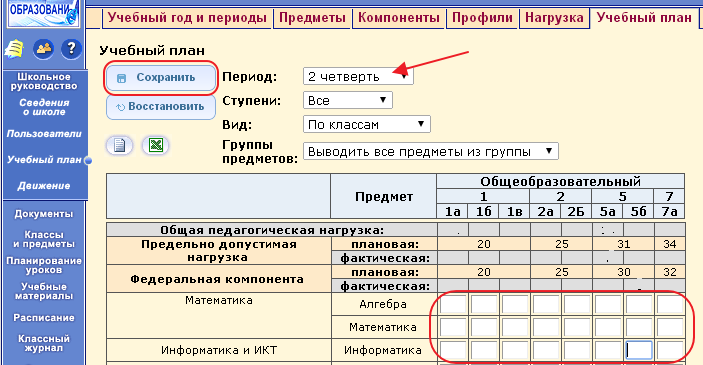 ОБРАЗОВАНИ
Учебный год и периоды Предметы Компоненты Профили Нагрузка Учебный план
?
Школьное
руководство
Сведения
о школе
Пользователи
Учебный план
Движение
Документы
Классы
и предметы
Планирование
уроков
Учебные
материалы
Расписание
Классный
журнал
Учебный план
Сохранить
Восстановить
Период: 2 четверть
Ступени: Все
Вид: По классам
Группы
предметов: Выводить все предметы из группы
Предмет Общеобразовательный
1 2 5 7
1а 1б 1в 2а 2Б 5а 5б 7а
Общая педагогическая нагрузка:
Предельно допустимая
нагрузка
плановая: 20 25 31 34
фактическая:
Федеральная компонента
плановая: 20 25 30 32
фактическая:
Математика
Алгебра
Математика
Информатика и ИКТ Информатика